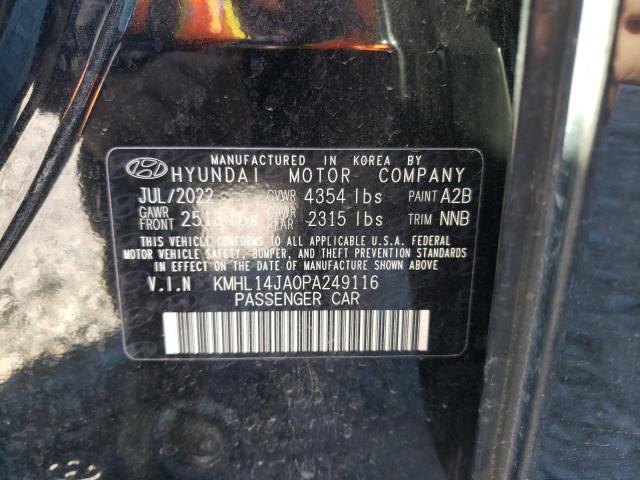 MANUFACTURED IN KOREA BY
HYUNDAI MOTOR COMPANY
JUL/2022 GVWR 4354 lbs PAINT A2B
GAWR FRONT 2513 lbs GAWR REAR 2315 lbs TRIM NNB
THIS VEHICLE CONFORMS TO ALL APPLICABLE U.S.A. FEDERAL
MOTOR VEHICLE SAFETY, BUMPER, AND THEFT PREVENTION STANDARDS
IN EFFECT ON THE DATE OF MANUFACTURE SHOWN ABOVE
V.I.N KMHL14JA0PA249116
PASSENGER CAR